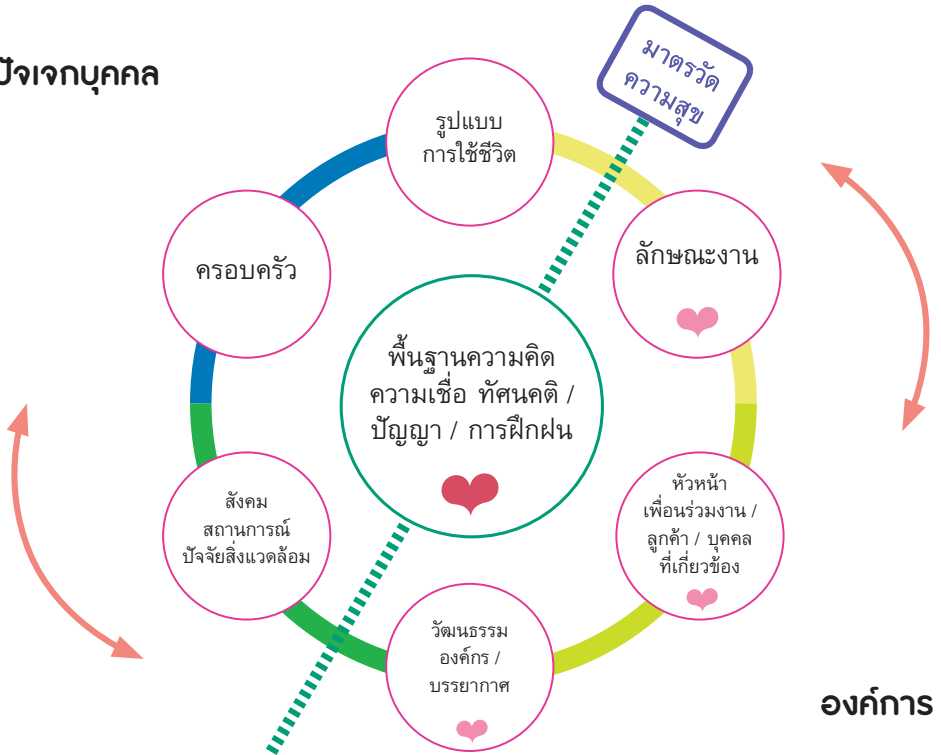 ปัจเจกบุคคล
มาตรวัด
ความสุข
รูปแบบ
การใช้ชีวิต
ครอบครัว
ลักษณะงาน
พื้นฐานความคิด
ความเชื่อ ทัศนคติ /
ปัญญา / การฝึกฝน
สังคม
สถานการณ์
ปัจจัยสิ่งแวดล้อม
หัวหน้า
เพื่อนร่วมงาน /
ลูกค้า / บุคคล
ที่เกี่ยวข้อง
วัฒนธรรม
องค์กร /
บรรยากาศ
องค์การ